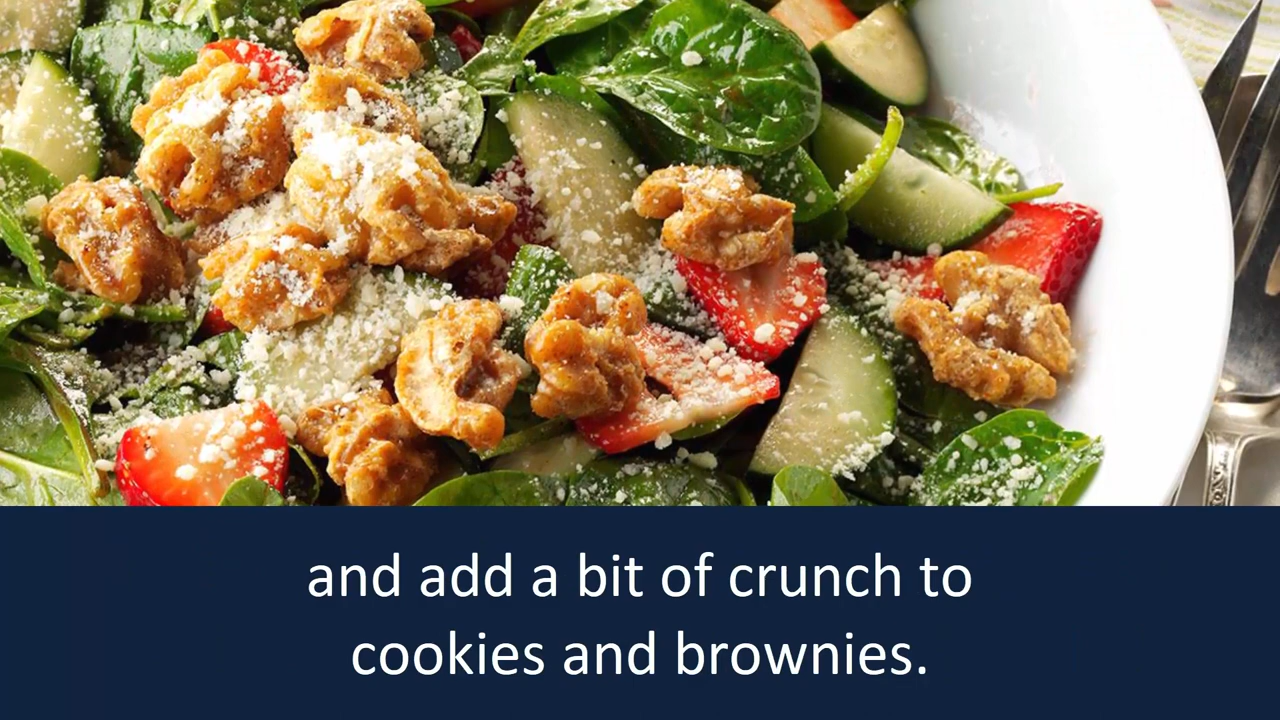 and add a bit of crunch to
cookies and brownies.